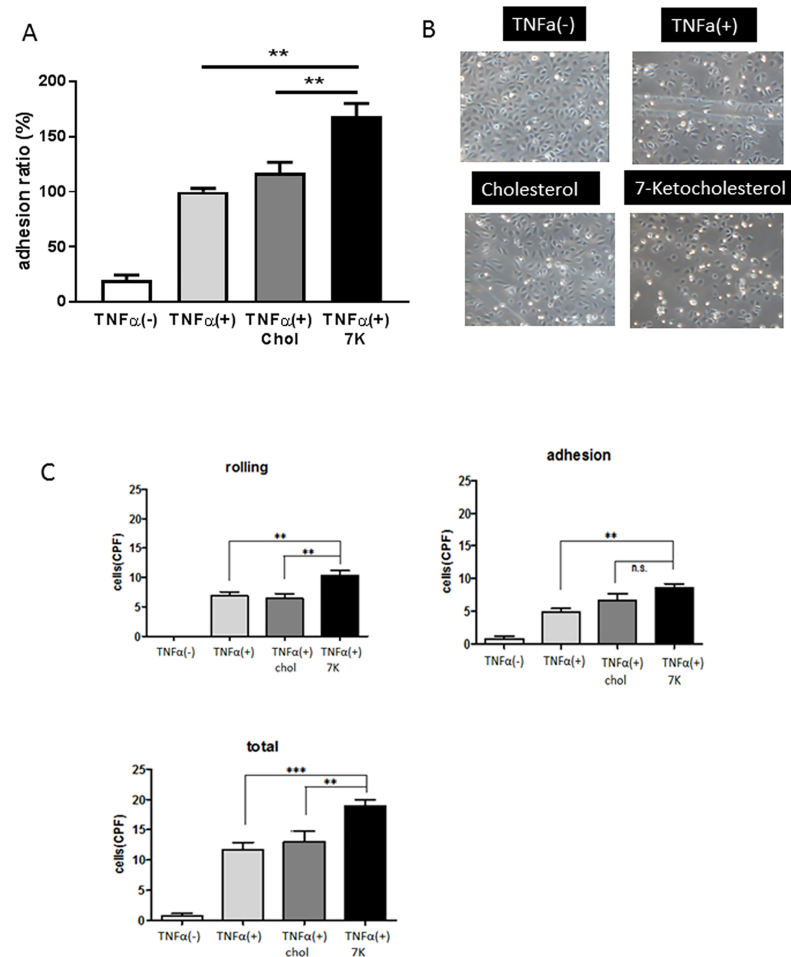 A
**
**
200
150
100
50
0
adhesion ratio (%)
TNFα(-) TNFα(+) TNFα(+) TNFα(+)
Chol 7K
B
TNFa(-) TNFa(+)
Cholesterol 7-Ketocholesterol
C
rolling
25
20
15
10
5
0
cells(CPF)
**
**
TNFα(-) TNFα(+) TNFα(+) TNFα(+)
chol 7K
adhesion
25
20
15
10
5
0
cells(CPF)
**
n.s.
TNFα(-) TNFα(+) TNFα(+) TNFα(+)
chol 7K
total
25
20
15
10
5
0
cells(CPF)
***
**
TNFα(-) TNFα(+) TNFα(+) TNFα(+)
chol 7K